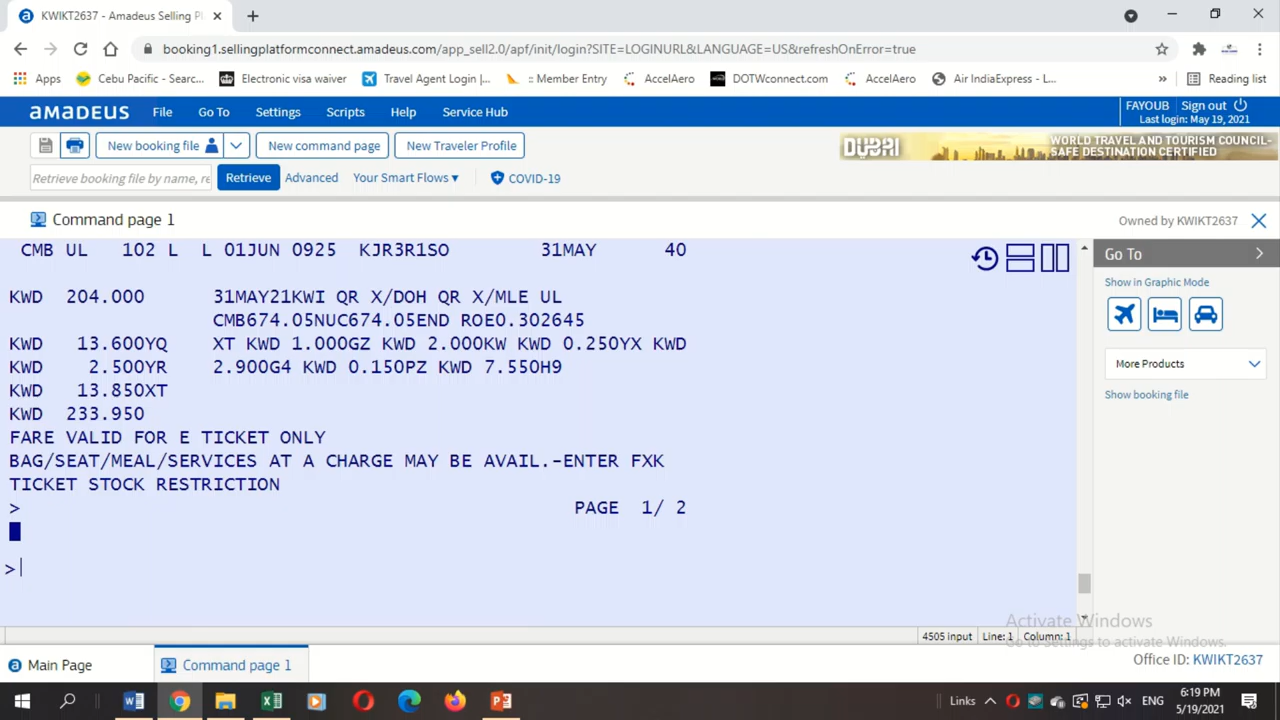 KWIKT2637 - Amadeus Selling Pl
booking1.sellingplatformconnect.amadeus.com/app_sell2.0/apf/init/login?SITE=LOGINURL&LANGUAGE=US&refreshOnError=true
Apps Cebu Pacific - Searc... Electronic visa waiver Travel Agent Login |... :: Member Entry AccelAero DOTWconnect.com AccelAero Air IndiaExpress - L... » Reading list
amadeus File Go To Settings Scripts Help Service Hub FAYOUB Sign out
Last login: May 19, 2021
New booking file New command page New Traveler Profile
DUBAI WORLD TRAVEL AND TOURISM COUNCIL-
SAFE DESTINATION CERTIFIED
Retrieve booking file by name, re Retrieve Advanced Your Smart Flows COVID-19
Command page 1 Owned by KWIKT2637
CMB UL 102 L L 01JUN 0925 KJR3R1SO 31MAY 40
KWD 204.000 31MAY21KWI QR X/DOH QR X/MLE UL
CMB674.05NUC674.05END ROE0.302645
KWD 13.600YQ XT KWD 1.000GZ KWD 2.000KW KWD 0.250YX KWD
KWD 2.500YR 2.900G4 KWD 0.150PZ KWD 7.550H9
KWD 13.850XT
KWD 233.950
FARE VALID FOR E TICKET ONLY
BAG/SEAT/MEAL/SERVICES AT A CHARGE MAY BE AVAIL.-ENTER FXK
TICKET STOCK RESTRICTION
> PAGE 1/ 2
>
Go To
Show in Graphic Mode
More Products
Show booking file
Activate Windows
Go to Settings to activate Windows.
4505 input Line: 1 Column: 1
Office ID: KWIKT2637
Main Page Command page 1
Links ENG 6:19 PM
5/19/2021